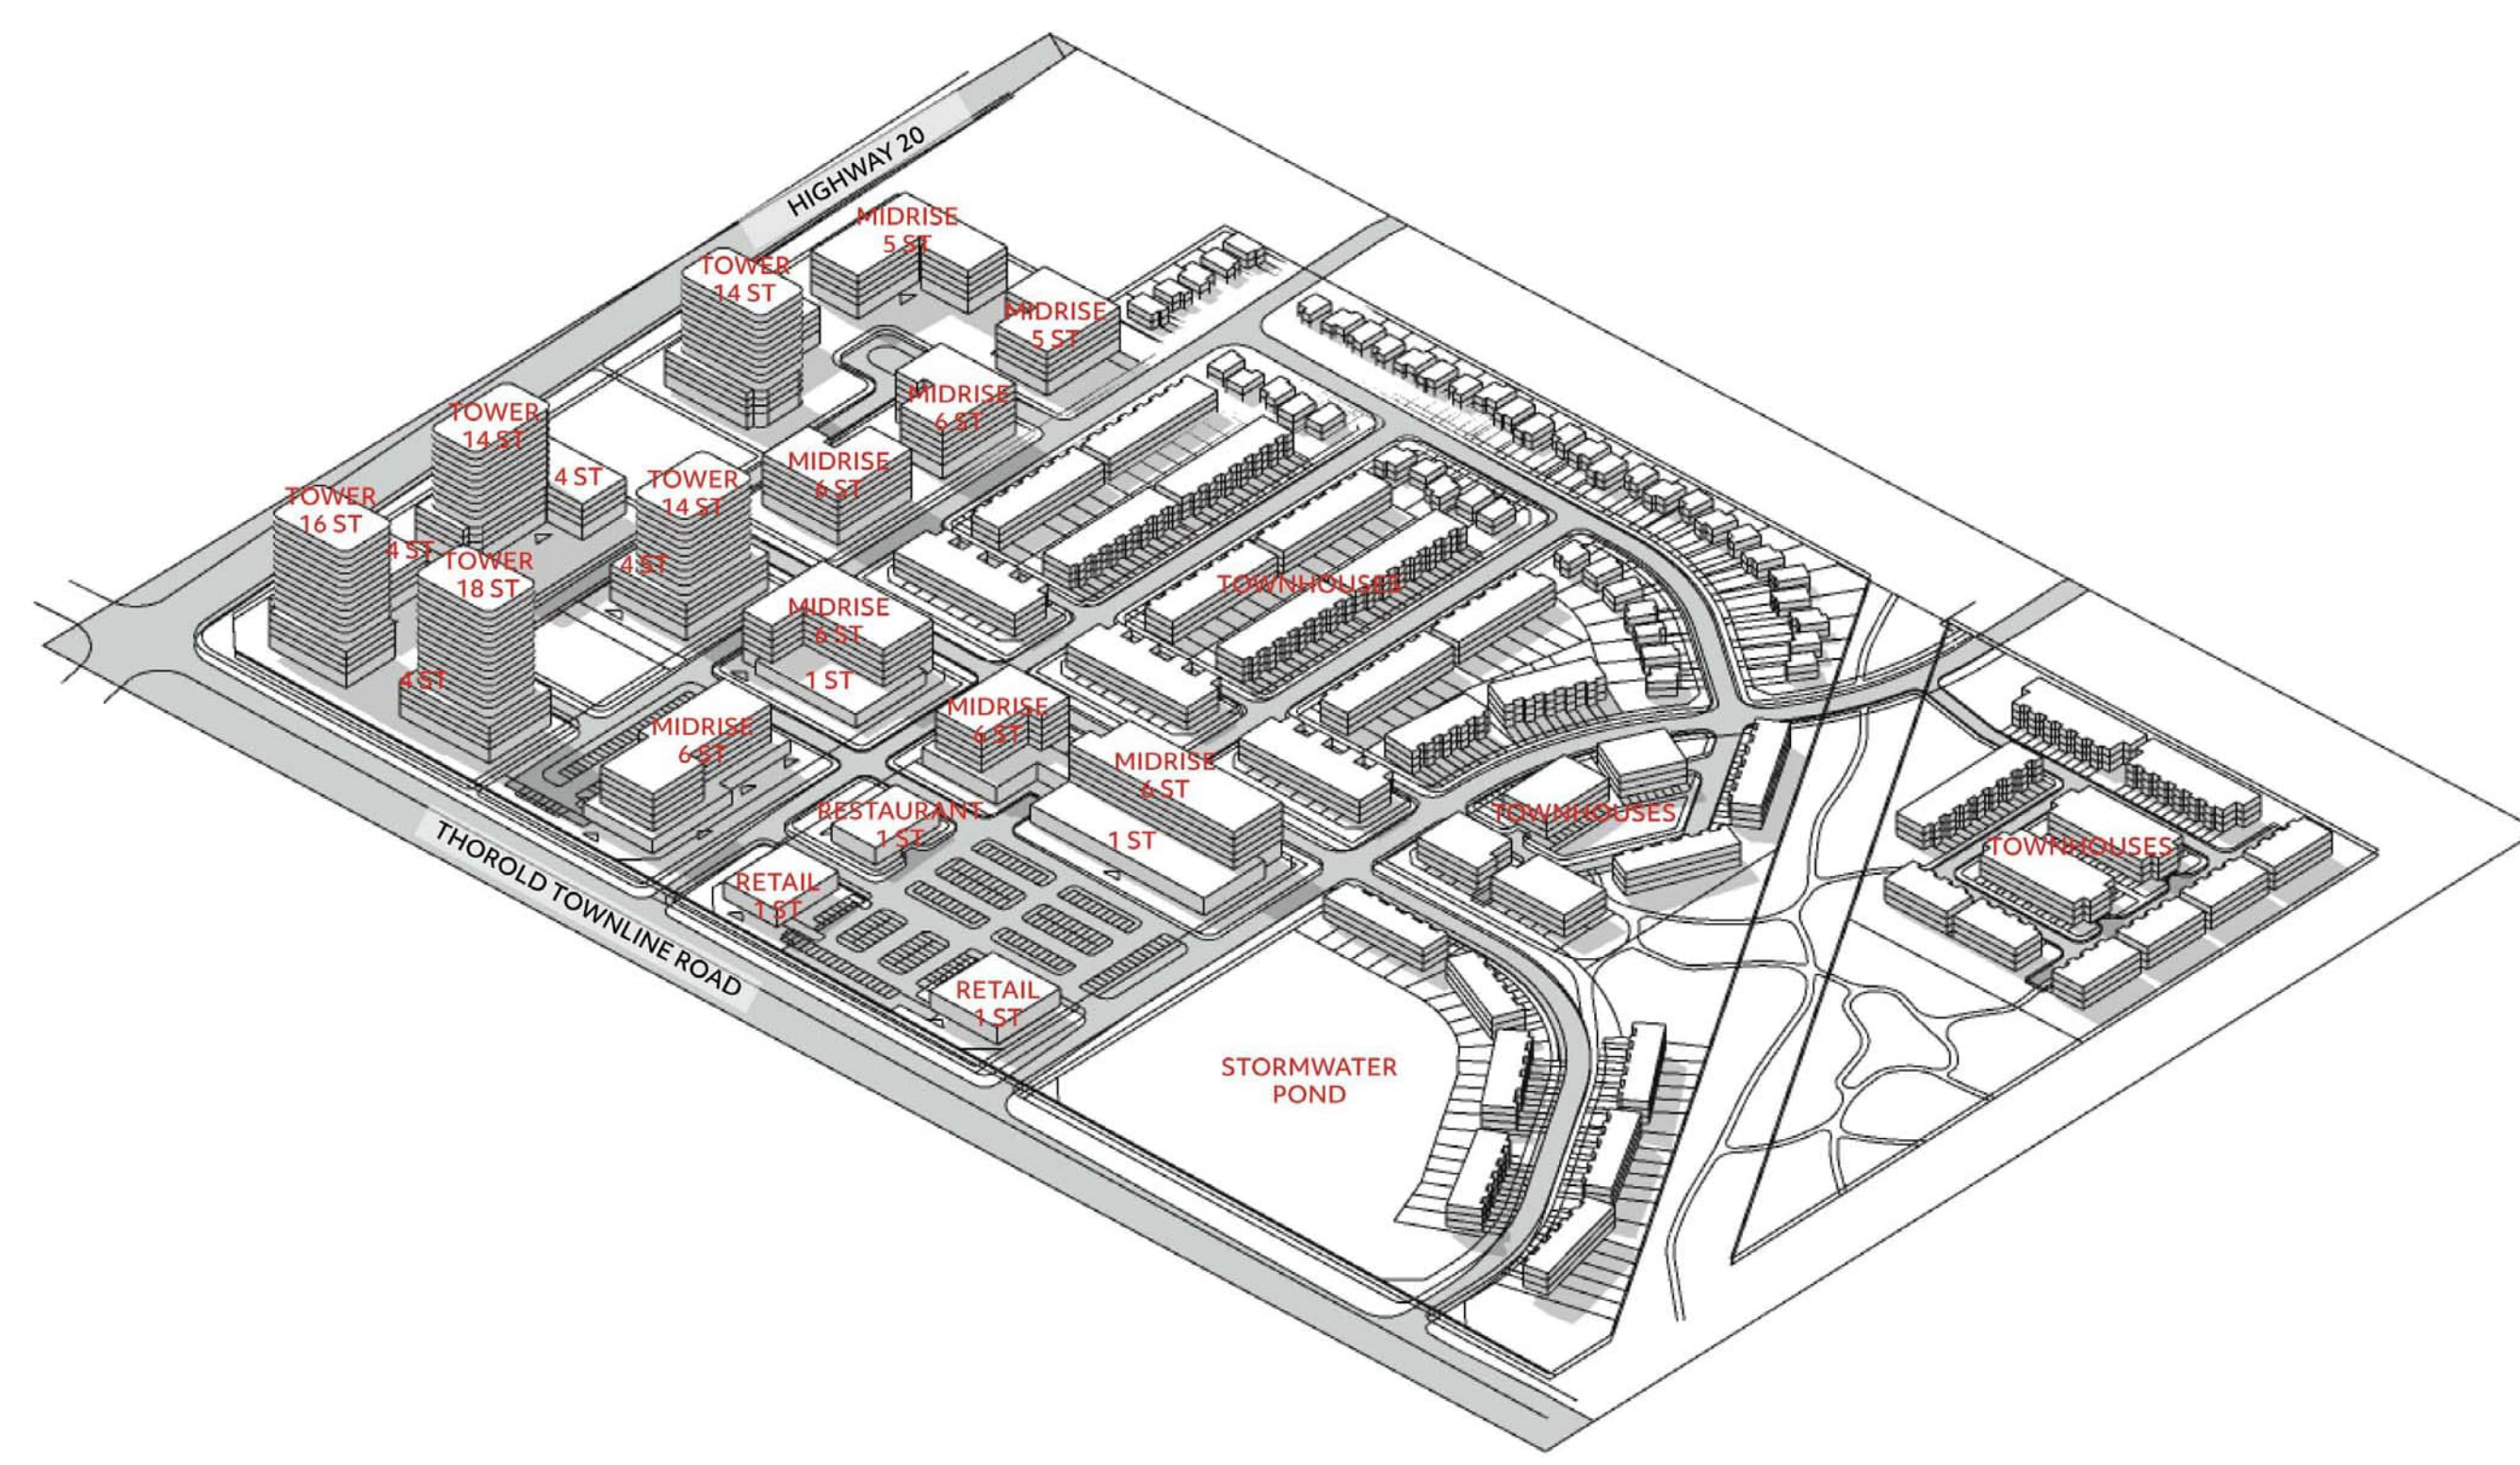 HIGHWAY 20
MIDRISE
5 ST
TOWER
14 ST
MIDRISE
5 ST
MIDRISE
6 ST
TOWER
14 ST
MIDRISE
6 ST
4 ST
TOWER
14 ST
TOWER
16 ST
4 ST
TOWER
18 ST
4 ST
TOWNHOUSES
MIDRISE
6 ST
1 ST
4 ST
MIDRISE
6 ST
MIDRISE
6 ST
MIDRISE
6 ST
1 ST
RESTAURANT
1 ST
TOWNHOUSES
TOWNHOUSES
RETAIL
1 ST
THOROLD TOWNLINE ROAD
RETAIL
1 ST
STORMWATER
POND